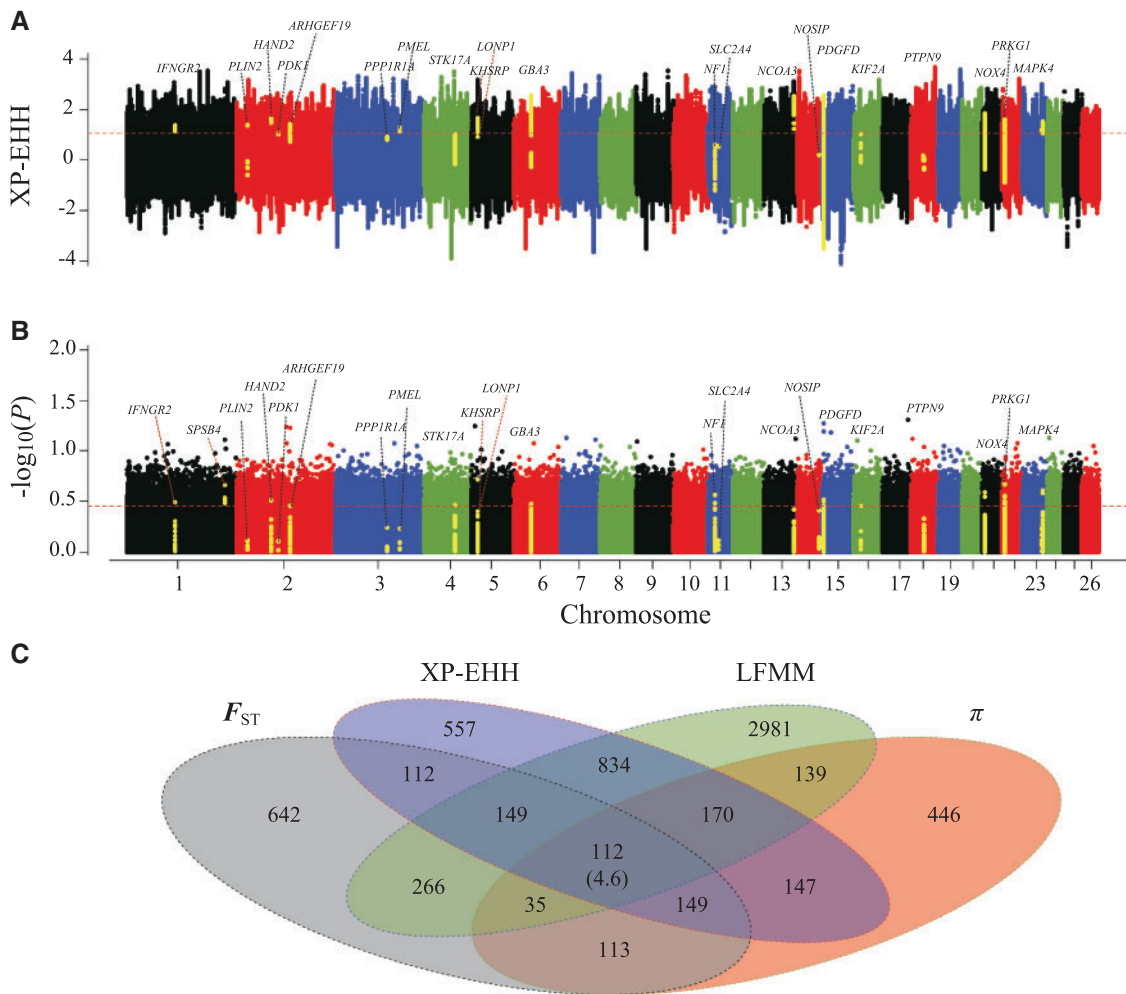 A
ARHGEF19
HAND2
NOSIP
PMEL
LONP1
SLC2A4
PRKG1
IFNGR2
PLIN2
PDK1
PPP1R1A
STK17A
KHSRP
GBA3
NF1
NCOA3
PDGFD
KIF2A
PTPN9
NOX4
MAPK4
XP-EHH
4
2
0
-2
-4
B
2.0
1.5
1.0
0.5
0.0
-log10(P)
ARHGEF19
HAND2
IFNGR2
PLIN2
PDK1
SPSB4
PMEL
PPP1R1A
LONP1
KHSRP
STK17A
GBA3
SLC2A4
NF1
NOSIP
NCOA3
PDGFD
KIF2A
PTPN9
PRKG1
NOX4
MAPK4
1 2 3 4 5 6 7 8 9 10 11 13 15 17 19 23 26
Chromosome
C
XP-EHH LFMM
FST π
557 2981
112 834 139
642 149 170 446
112
(4.6)
266 35 149 147
113